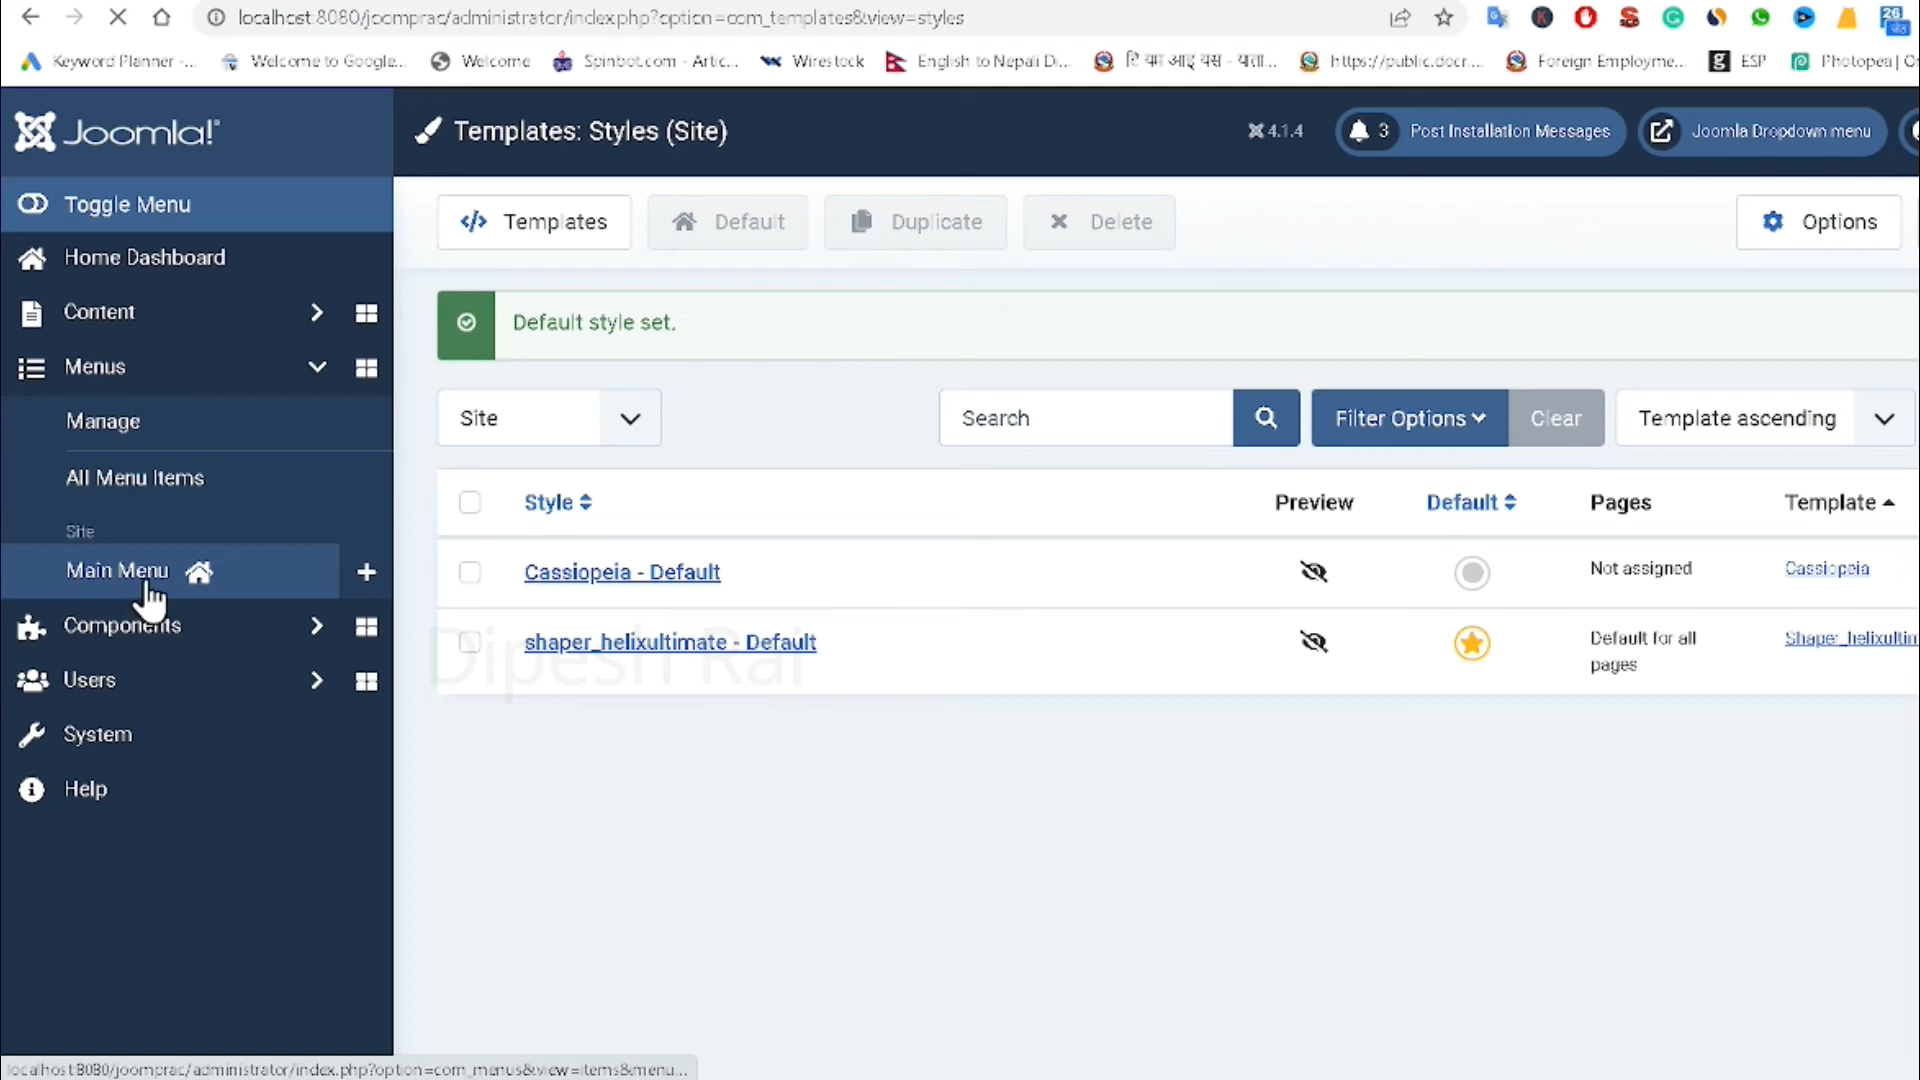 localhost:8080/joomprac/administrator/index.php?option=com_templates&view=styles
26
Keyword Planner -... Welcome to Google... Welcome Spinbot.com - Artic... Wirestock English to Nepali Di... https://public.docr... Foreign Employme... ESP Photopea |
Joomla!
Templates: Styles (Site)
4.1.4
3 Post Installation Messages
Joomla Dropdown menu
Toggle Menu
Home Dashboard
Content
Menus
Manage
All Menu Items
Site
Main Menu
Components
Users
System
Help
Templates Default Duplicate Delete Options
Default style set.
Site Search Filter Options Clear Template ascending
Style Preview Default Pages Template
Cassiopeia - Default Not assigned Cassiopeia
shaper_helixultimate - Default Default for all
pages
Shaper_helixultim
Dipesh Rai
localhost:8080/joomprac/administrator/index.php?option=com_menus&view=items&menu...